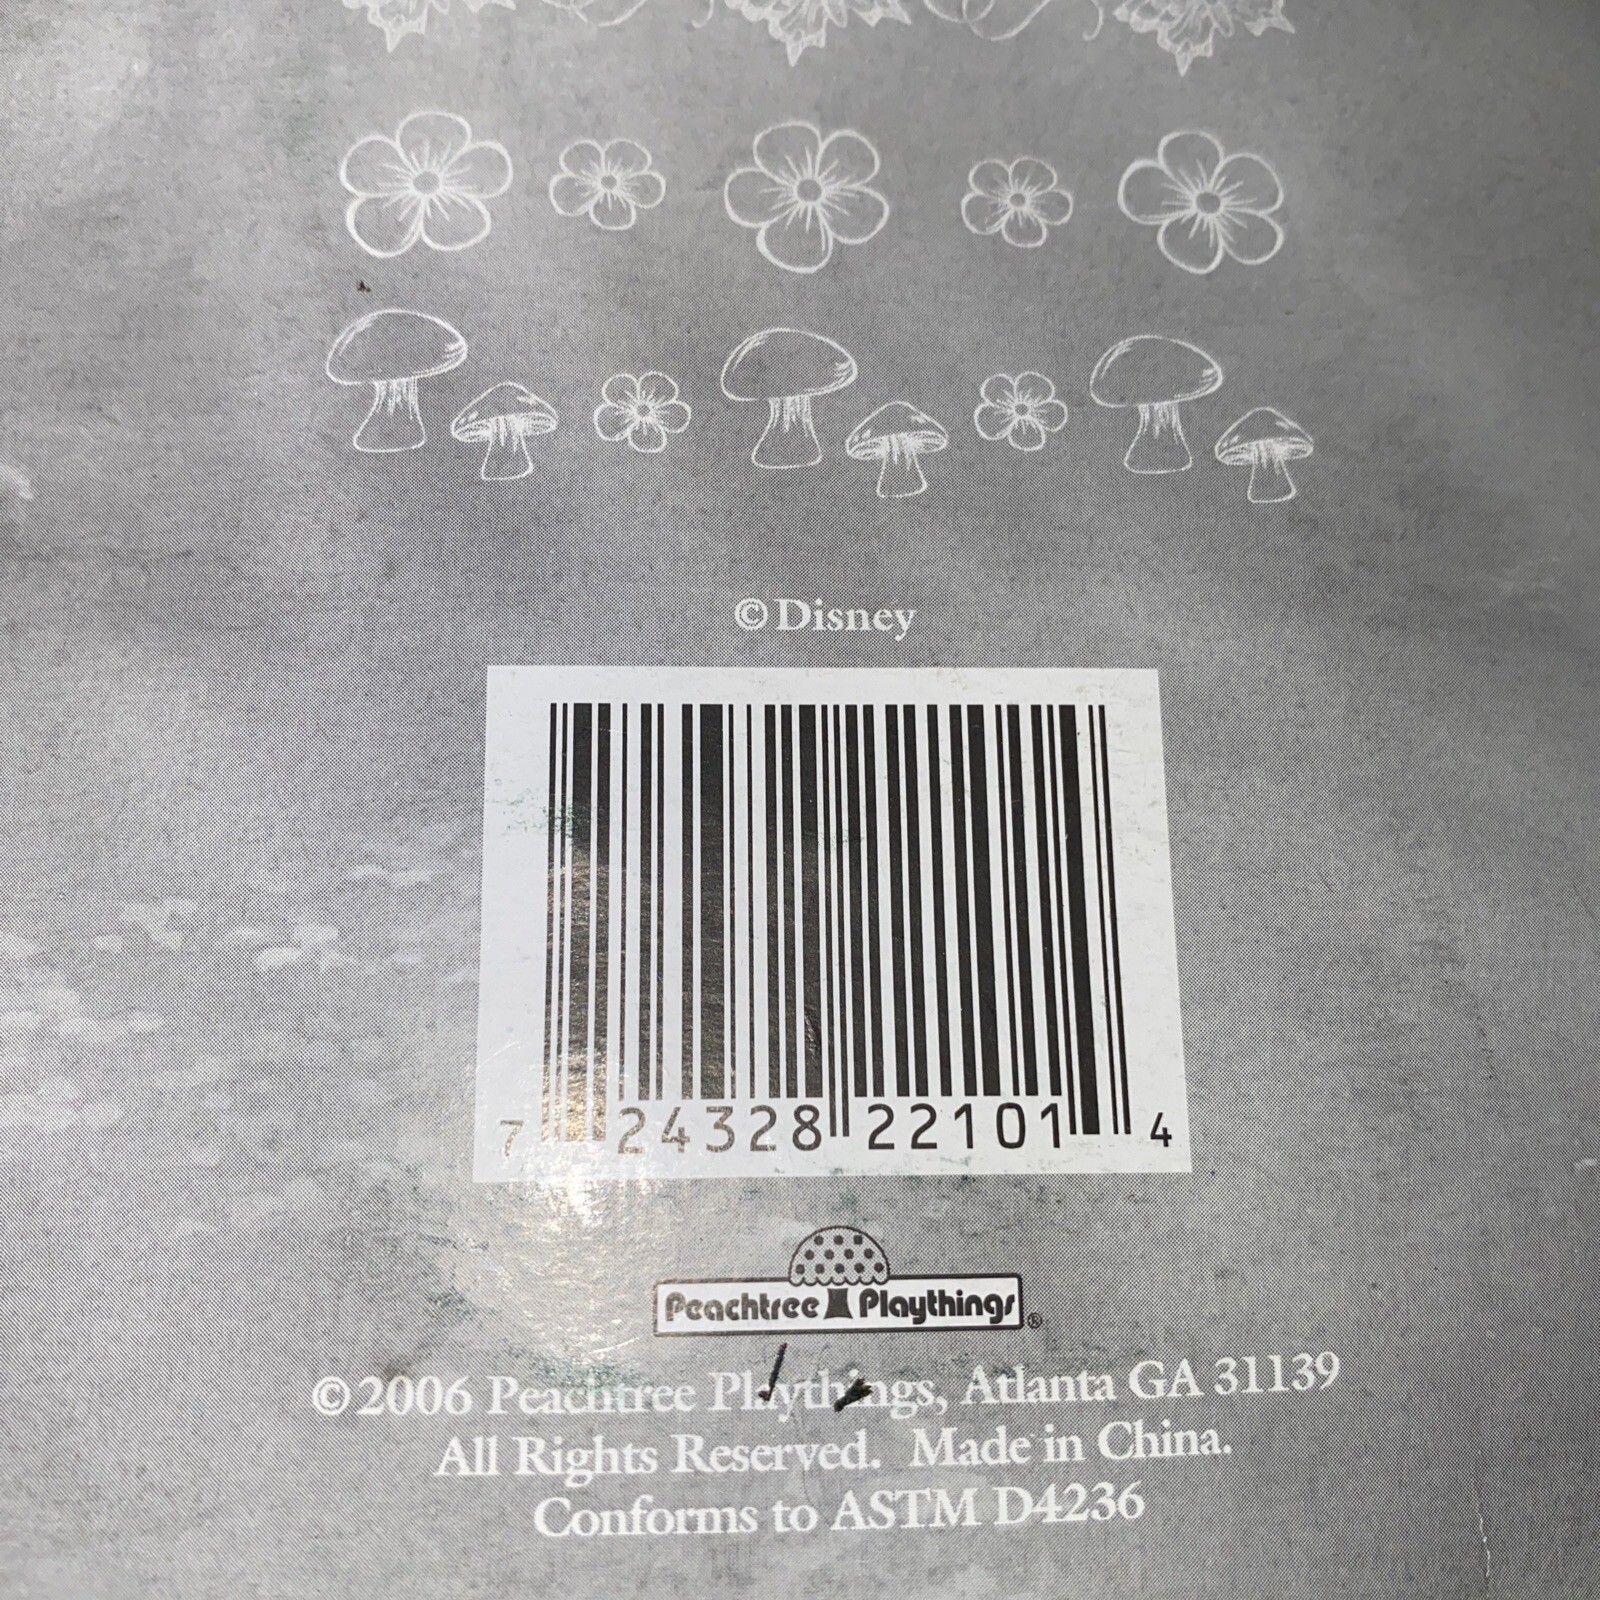 © Disney
7 24328 22101 4
Peachtree Playthings ®
© 2006 Peachtree Playthings, Atlanta GA 31139
All Rights Reserved. Made in China.
Conforms to ASTM D4236